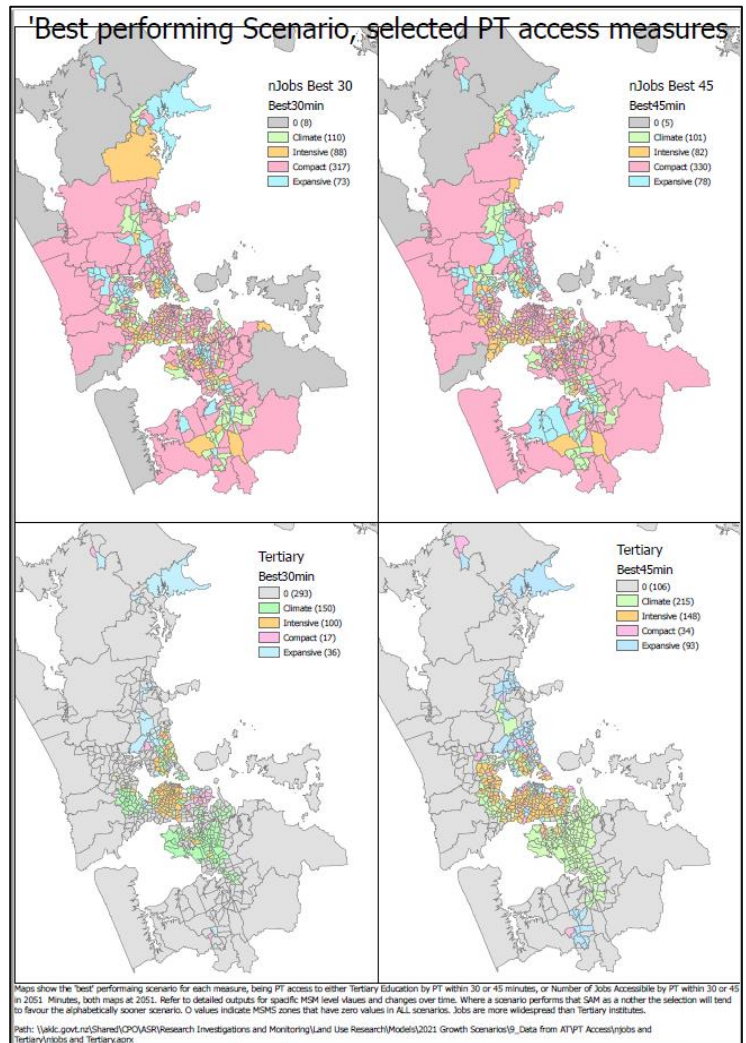 'Best performing Scenario, selected PT access measures
nJobs Best 30
Best30min
0 (8)
Climate (110)
Intensive (88)
Compact (317)
Expansive (73)
nJobs Best 45
Best45min
0 (5)
Climate (101)
Intensive (82)
Compact (330)
Expansive (78)
Tertiary
Best30min
0 (293)
Climate (150)
Intensive (100)
Compact (17)
Expansive (36)
Tertiary
Best45min
0 (106)
Climate (215)
Intensive (148)
Compact (34)
Expansive (93)
Maps show the 'best' performaing scenario for each measure, being PT access to either Tertiary Education by PT within 30 or 45 minutes, or Number of Jobs Accessibile by PT within 30 or 45
in 2051 Minutes, both maps at 2051. Refer to detailed outputs for spacific MSM level vlaues and changes over time. Where a scenario performs that SAM as a nother the selection will tend
to favour the alphabetically sooner scenario. O values indicate MSMS zones that have zero values in ALL scenarios. Jobs are more wildespread than Tertiary institutes.
Path: \\aklc.govt.nz\Shared\CPO\ASR\Research Investigations and Monitoring\Land Use Research\Models\2021 Growth Scenarios\9_Data from AT\PT Access\njobs and
Tertiary\njobs and Tertiary.aprx